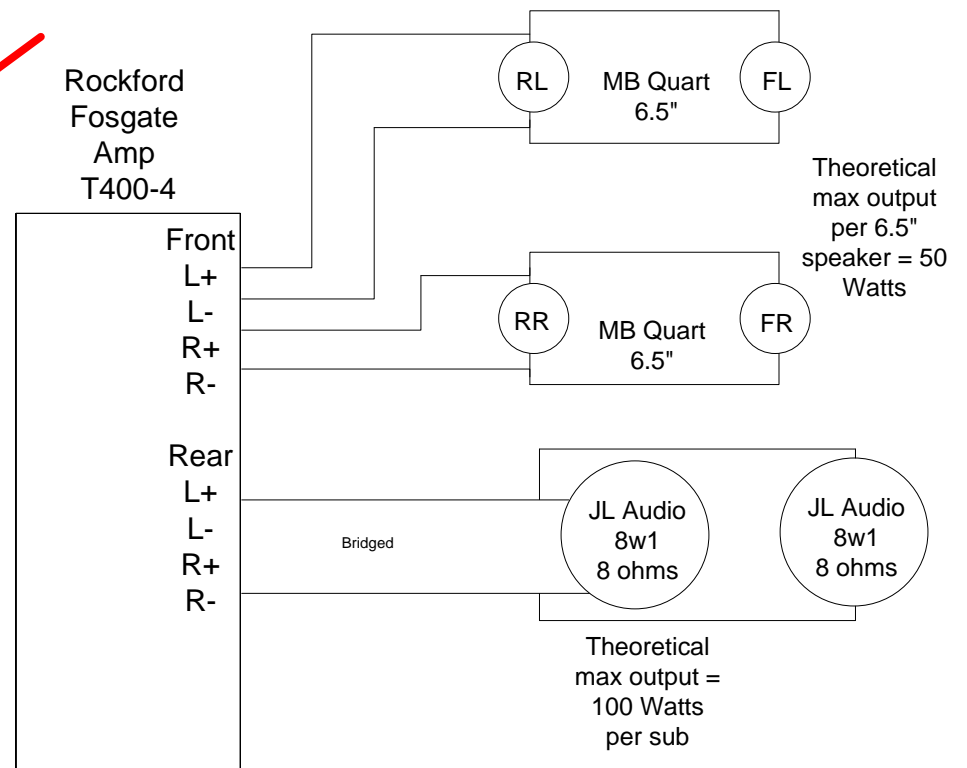 Rockford
Fosgate
Amp
T400-4
Front
L+
L-
R+
R-
Rear
L+
L-
R+
R-
RL
MB Quart
6.5"
FL
Theoretical
max output
per 6.5"
speaker = 50
Watts
RR
MB Quart
6.5"
FR
Bridged
JL Audio
8w1
8 ohms
JL Audio
8w1
8 ohms
Theoretical
max output =
100 Watts
per sub